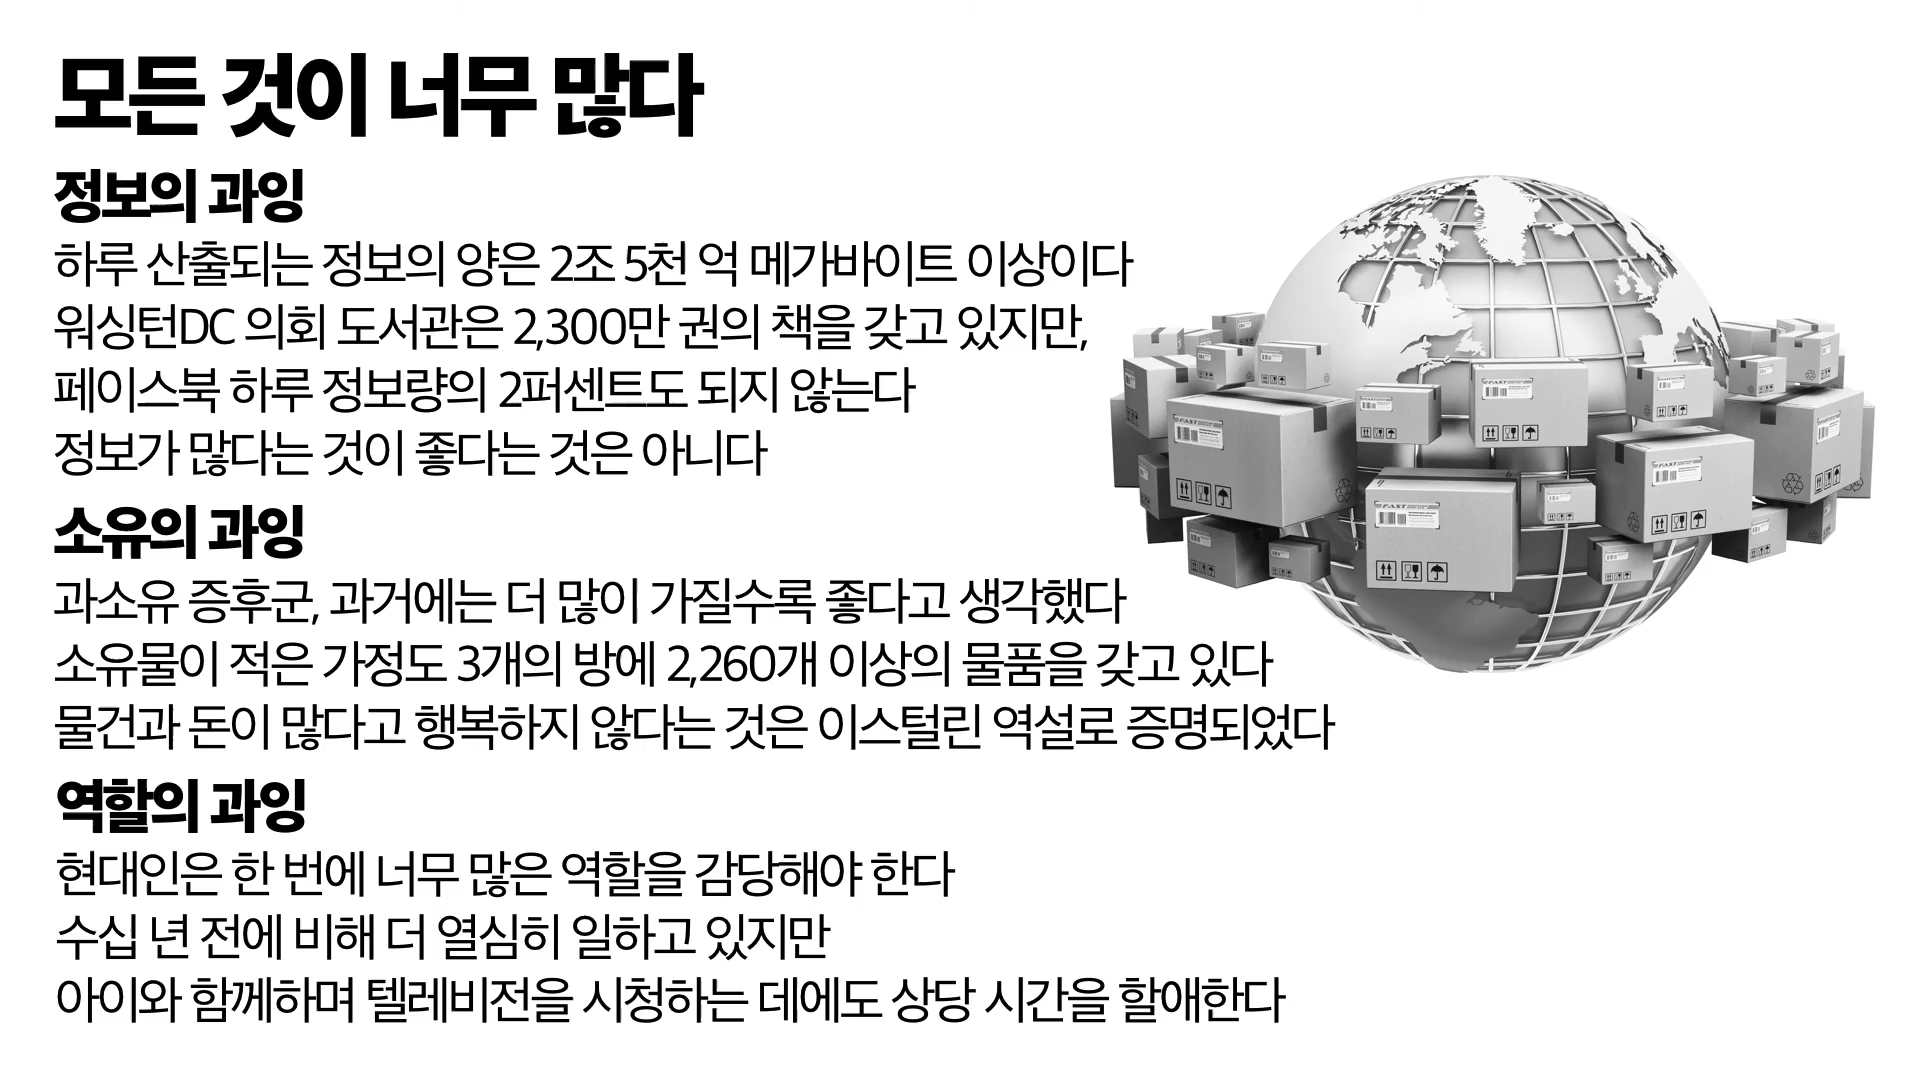 모든 것이 너무 많다
정보의 과잉
하루 산출되는 정보의 양은 2조 5천 억 메가바이트 이상이다
워싱턴DC 의회 도서관은 2,300만 권의 책을 갖고 있지만,
페이스북 하루 정보량의 2퍼센트도 되지 않는다
정보가 많다는 것이 좋다는 것은 아니다
소유의 과잉
과소유 증후군, 과거에는 더 많이 가질수록 좋다고 생각했다
소유물이 적은 가정도 3개의 방에 2,260개 이상의 물품을 갖고 있다
물건과 돈이 많다고 행복하지 않다는 것은 이스털린 역설로 증명되었다
역할의 과잉
현대인은 한 번에 너무 많은 역할을 감당해야 한다
수십 년 전에 비해 더 열심히 일하고 있지만
아이와 함께하며 텔레비전을 시청하는 데에도 상당 시간을 할애한다
FAST
FAST
FAST
FAST